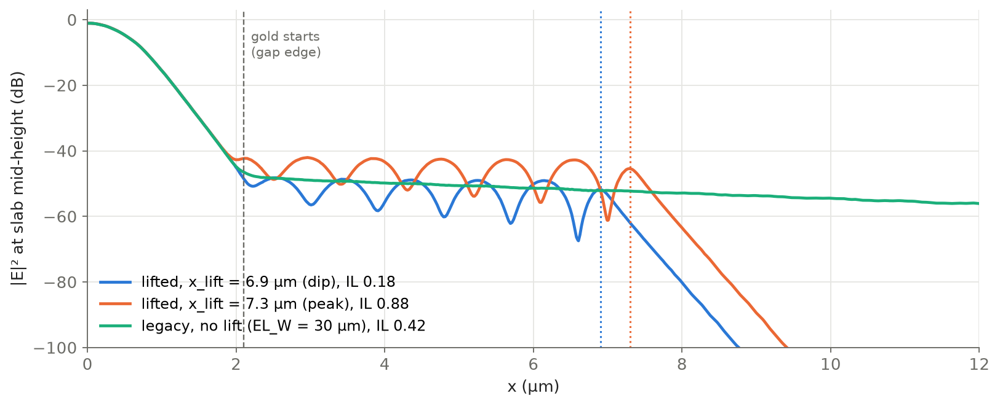 gold starts
(gap edge)
|E|² at slab mid-height (dB)
0
−20
−40
−60
−80
−100
lifted, x_lift = 6.9 µm (dip), IL 0.18
lifted, x_lift = 7.3 µm (peak), IL 0.88
legacy, no lift (EL_W = 30 µm), IL 0.42
0 2 4 6 8 10 12
x (µm)